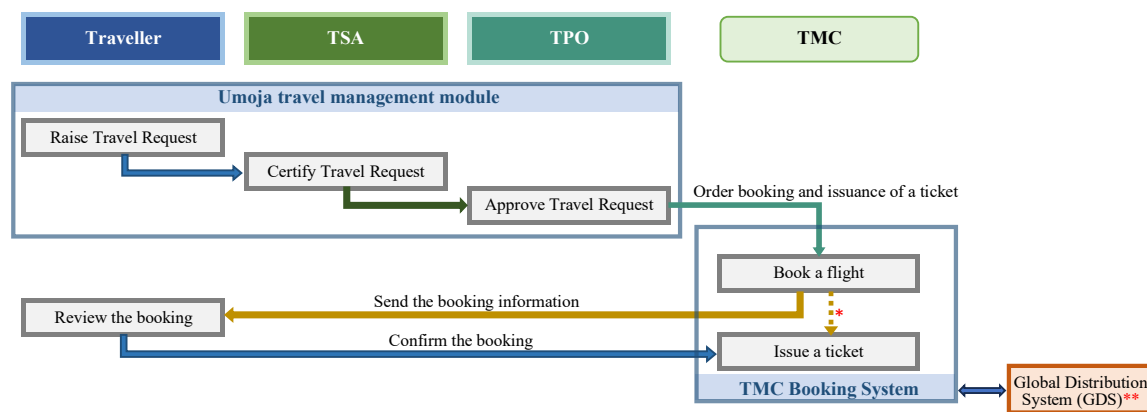 Traveller
TSA
TPO
TMC
Umoja travel management module
Raise Travel Request
Certify Travel Request
Approve Travel Request
Order booking and issuance of a ticket
Book a flight
Send the booking information
*
Review the booking
Confirm the booking
Issue a ticket
TMC Booking System
Global Distribution
System (GDS)**